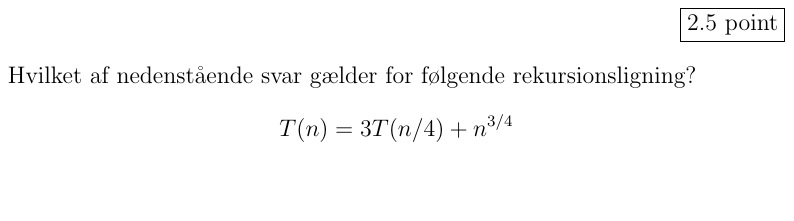 2.5 point
Hvilket af nedenstående svar gælder for følgende rekursionsligning?
T(n) = 3T(n/4) + n^{3/4}